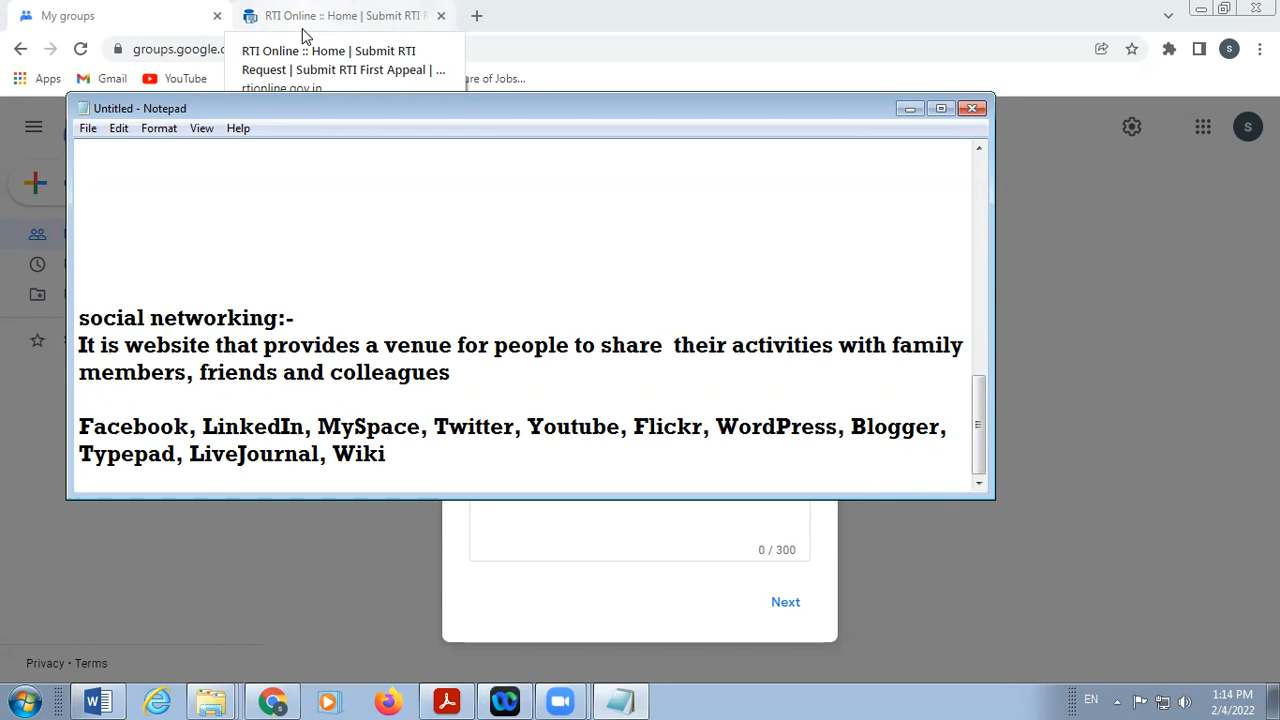 My groups
RTI Online :: Home | Submit RTI R
groups.google.c
RTI Online :: Home | Submit RTI
Request | Submit RTI First Appeal | ...
rtionline.gov.in
S
Apps
Gmail
YouTube
ure of Jobs...
Untitled - Notepad
File Edit Format View Help
S
social networking:-
It is website that provides a venue for people to share their activities with family
members, friends and colleagues
Facebook, LinkedIn, MySpace, Twitter, Youtube, Flickr, WordPress, Blogger,
Typepad, LiveJournal, Wiki
0 / 300
Next
Privacy • Terms
EN
1:14 PM
2/4/2022